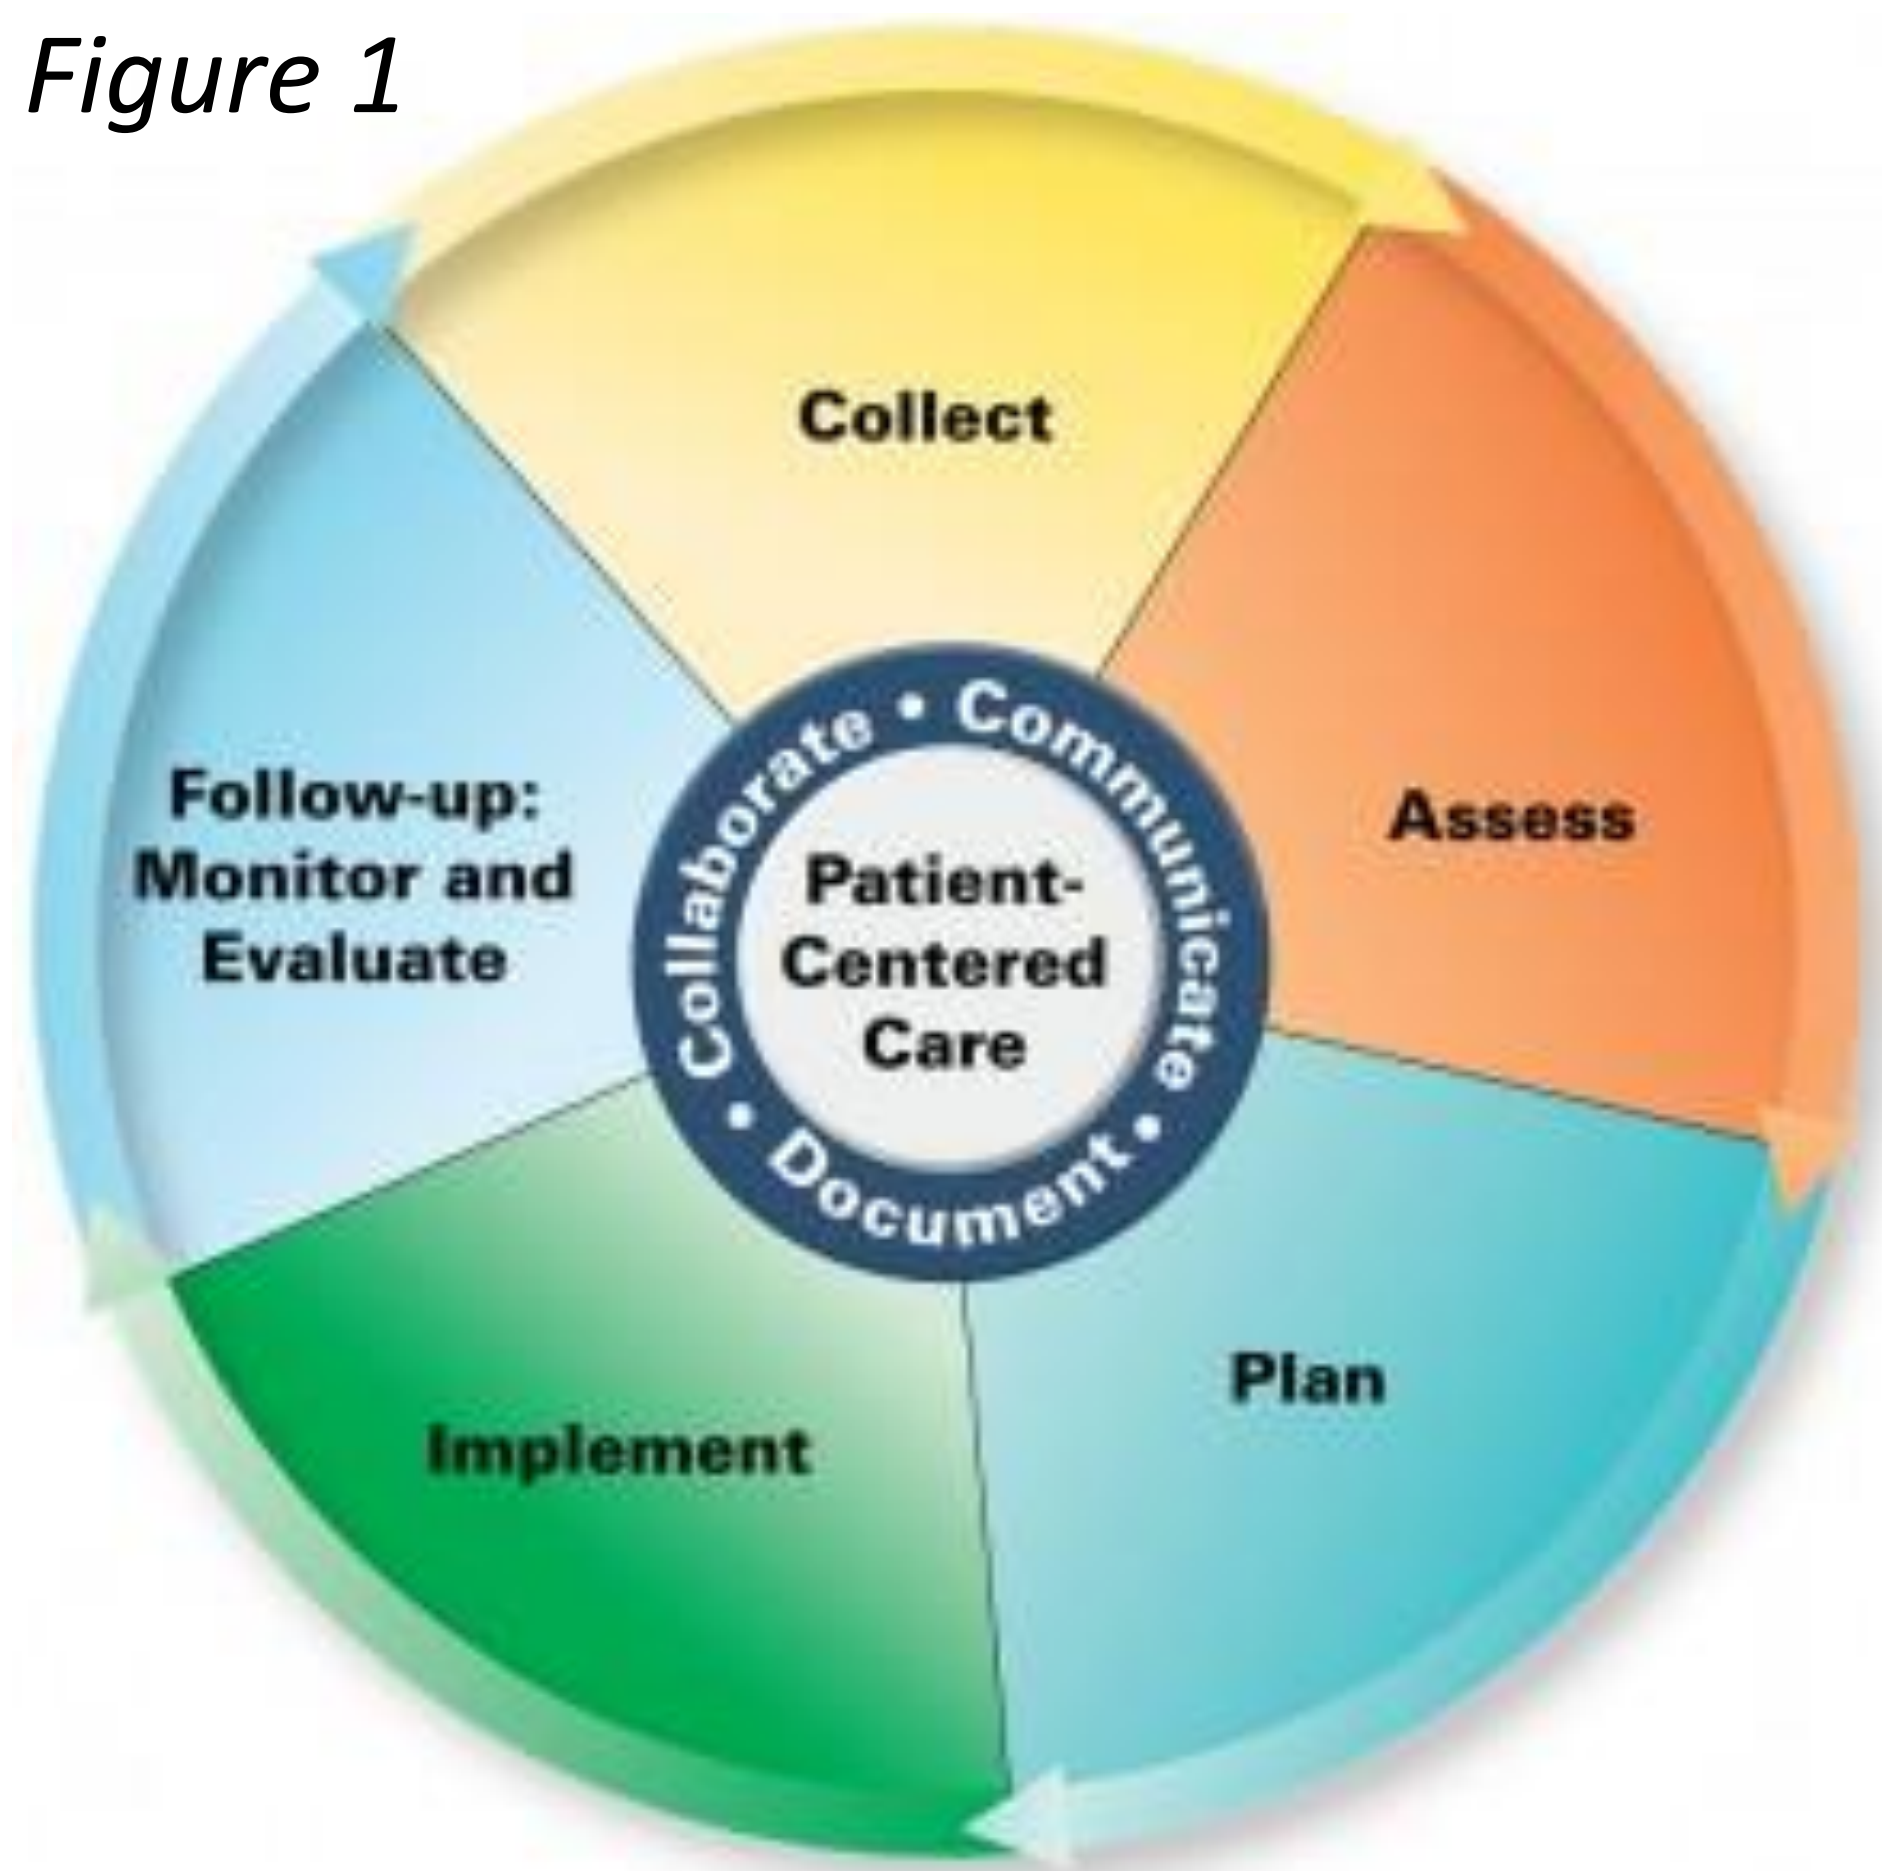 Figure 1
Collect
Assess
Plan
Implement
Follow-up:
Monitor and
Evaluate
Collaborate • Communicate • Document •
Patient-
Centered
Care